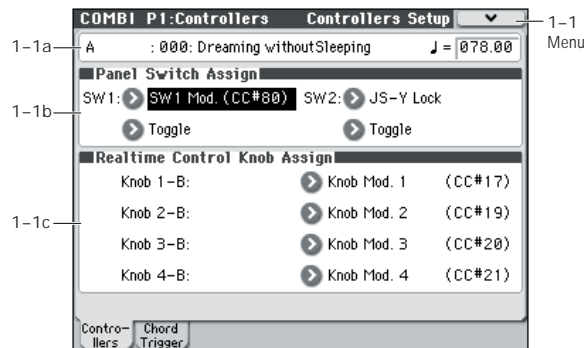 COMBI P1:Controllers Controllers Setup
1–1
Menu
1–1a
A : 000: Dreaming withoutSleeping ♩= 078.00
Panel Switch Assign
1–1b
SW1: SW1 Mod. (CC#80) SW2: JS-Y Lock
Toggle Toggle
Realtime Control Knob Assign
Knob 1-B: Knob Mod. 1 (CC#17)
1–1c
Knob 2-B: Knob Mod. 2 (CC#19)
Knob 3-B: Knob Mod. 3 (CC#20)
Knob 4-B: Knob Mod. 4 (CC#21)
Contro- Chord
llers Trigger